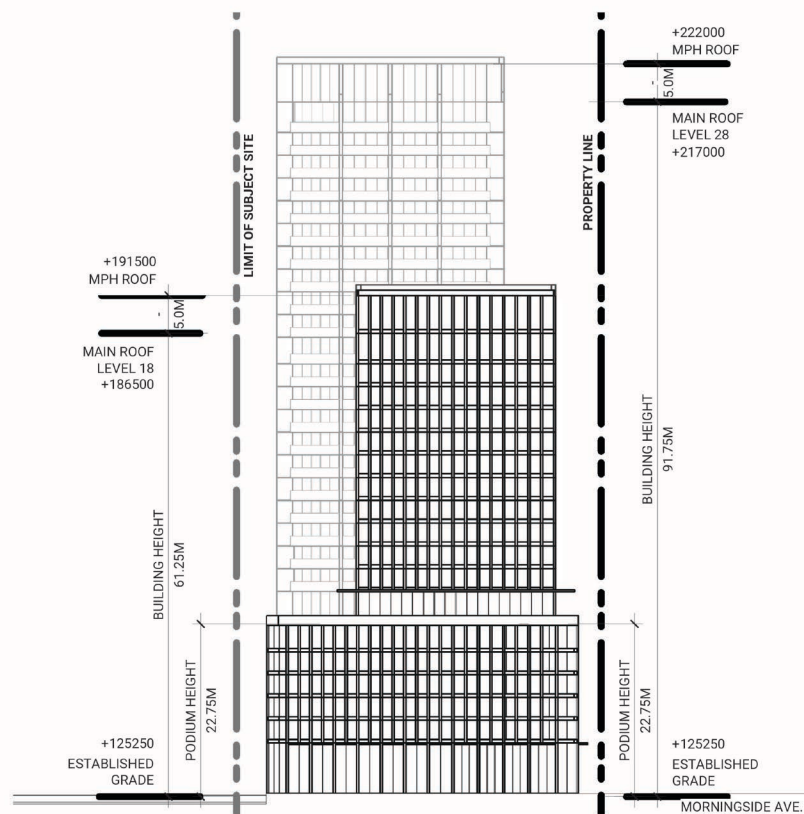 +222000
MPH ROOF
5.0M
MAIN ROOF
LEVEL 28
+217000
LIMIT OF SUBJECT SITE
PROPERTY LINE
+191500
MPH ROOF
5.0M
MAIN ROOF
LEVEL 18
+186500
BUILDING HEIGHT
61.25M
BUILDING HEIGHT
91.75M
PODIUM HEIGHT
22.75M
PODIUM HEIGHT
22.75M
+125250
ESTABLISHED
GRADE
+125250
ESTABLISHED
GRADE
MORNINGSIDE AVE.